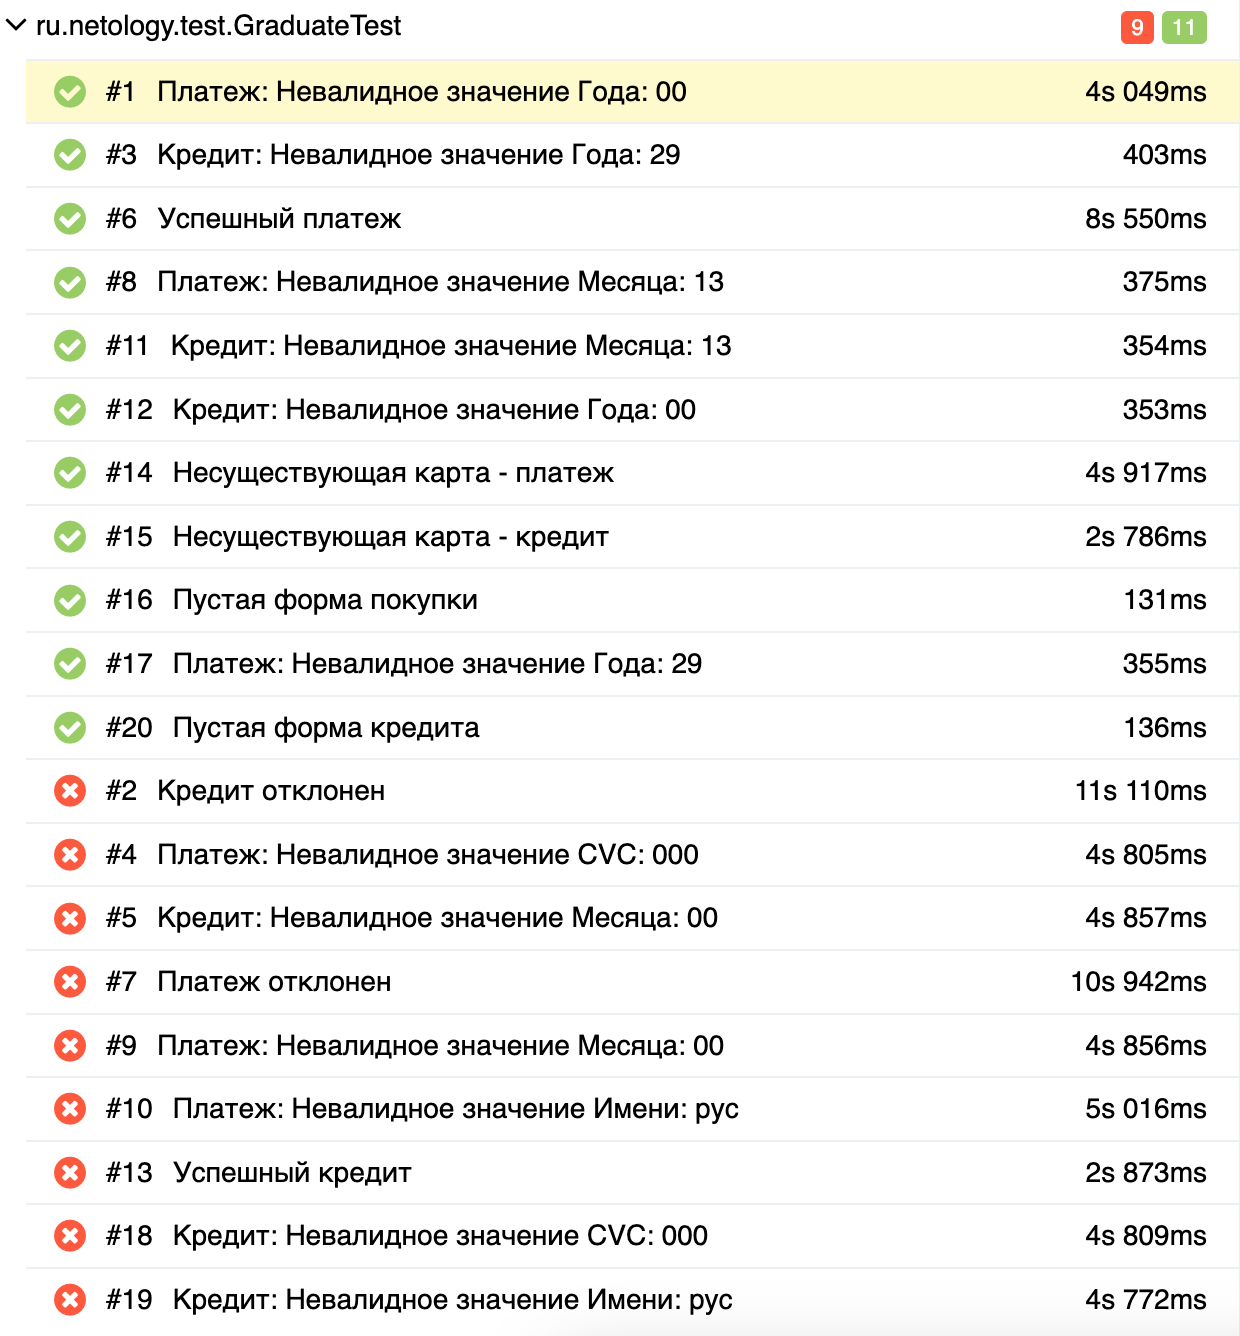 ru.netology.test.GraduateTest 9 11
#1 Платеж: Невалидное значение Года: 00 4s 049ms
#3 Кредит: Невалидное значение Года: 29 403ms
#6 Успешный платеж 8s 550ms
#8 Платеж: Невалидное значение Месяца: 13 375ms
#11 Кредит: Невалидное значение Месяца: 13 354ms
#12 Кредит: Невалидное значение Года: 00 353ms
#14 Несуществующая карта - платеж 4s 917ms
#15 Несуществующая карта - кредит 2s 786ms
#16 Пустая форма покупки 131ms
#17 Платеж: Невалидное значение Года: 29 355ms
#20 Пустая форма кредита 136ms
#2 Кредит отклонен 11s 110ms
#4 Платеж: Невалидное значение CVC: 000 4s 805ms
#5 Кредит: Невалидное значение Месяца: 00 4s 857ms
#7 Платеж отклонен 10s 942ms
#9 Платеж: Невалидное значение Месяца: 00 4s 856ms
#10 Платеж: Невалидное значение Имени: рус 5s 016ms
#13 Успешный кредит 2s 873ms
#18 Кредит: Невалидное значение CVC: 000 4s 809ms
#19 Кредит: Невалидное значение Имени: рус 4s 772ms